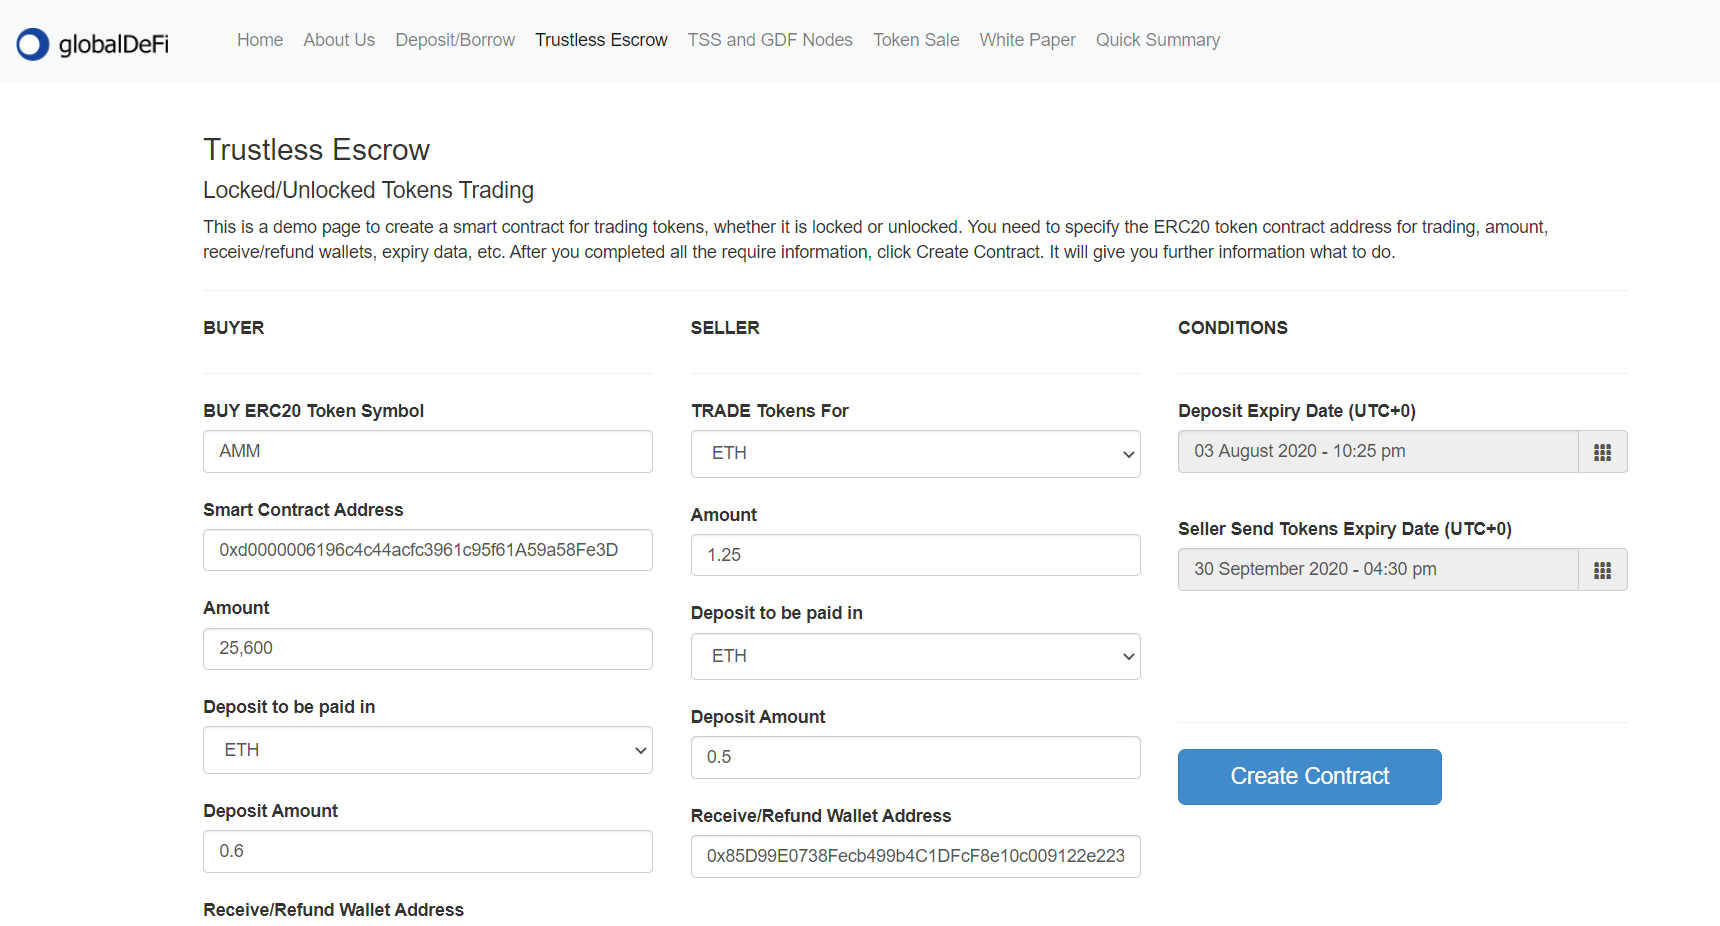 globalDeFi
Home About Us Deposit/Borrow Trustless Escrow TSS and GDF Nodes Token Sale White Paper Quick Summary
Trustless Escrow
Locked/Unlocked Tokens Trading
This is a demo page to create a smart contract for trading tokens, whether it is locked or unlocked. You need to specify the ERC20 token contract address for trading, amount,
receive/refund wallets, expiry data, etc. After you completed all the require information, click Create Contract. It will give you further information what to do.
BUYER
BUY ERC20 Token Symbol
AMM
Smart Contract Address
0xd0000006196c4c44acfc3961c95f61A59a58Fe3D
Amount
25,600
Deposit to be paid in
ETH
Deposit Amount
0.6
Receive/Refund Wallet Address
SELLER
TRADE Tokens For
ETH
Amount
1.25
Deposit to be paid in
ETH
Deposit Amount
0.5
Receive/Refund Wallet Address
0x85D99E0738Fecb499b4C1DFcF8e10c009122e223
CONDITIONS
Deposit Expiry Date (UTC+0)
03 August 2020 - 10:25 pm
Seller Send Tokens Expiry Date (UTC+0)
30 September 2020 - 04:30 pm
Create Contract